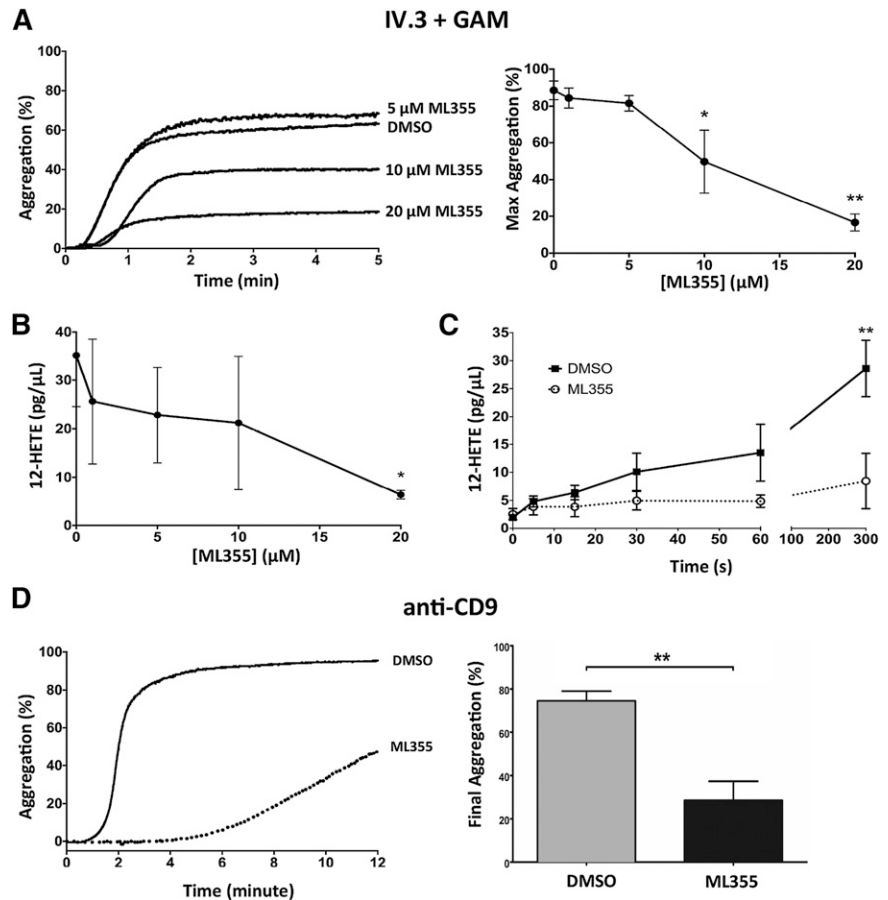 A
IV.3 + GAM
Aggregation (%)
100
80
60
40
20
0
0 1 2 3 4 5
Time (min)
5 μM ML355
DMSO
10 μM ML355
20 μM ML355
Max Aggregation (%)
100
80
60
40
20
0
0 5 10 15 20
[ML355] (μM)
*
**
B
12-HETE (pg/μL)
40
30
20
10
0
0 5 10 15 20
[ML355] (μM)
*
C
12-HETE (pg/μL)
35
30
25
20
15
10
5
0
0 10 20 30 40 50 60 100 200 300
Time (s)
DMSO
ML355
**
D
anti-CD9
Aggregation (%)
100
80
60
40
20
0
0 2 4 6 8 10 12
Time (minute)
DMSO
ML355
Final Aggregation (%)
100
80
60
40
20
0
**
DMSO ML355